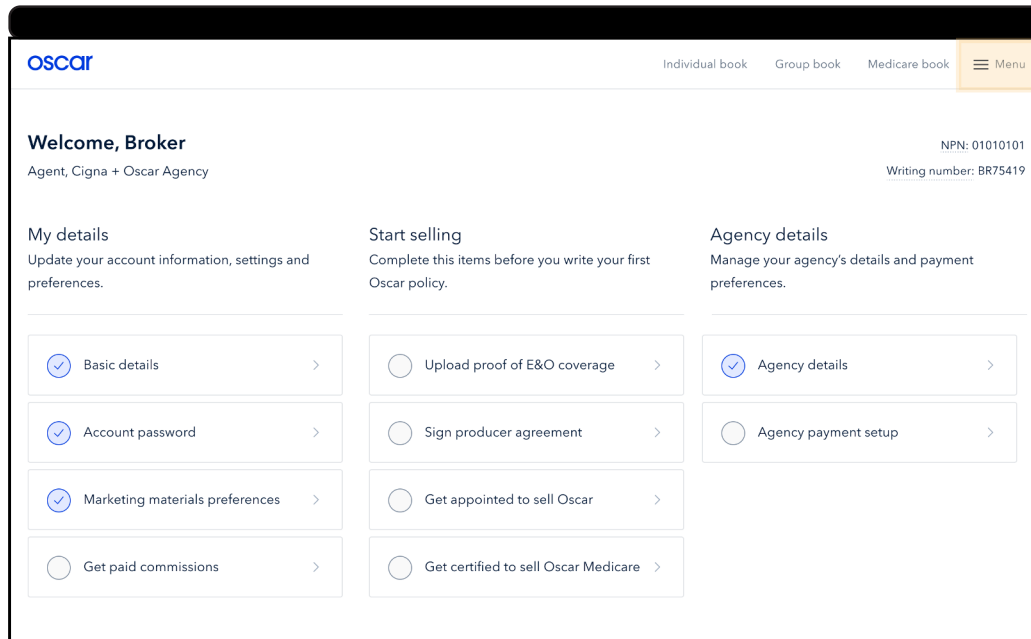 oscar
Individual book
Group book
Medicare book
Menu
Welcome, Broker
Agent, Cigna + Oscar Agency
NPN: 01010101
Writing number: BR75419
My details
Update your account information, settings and
preferences.
Basic details
Account password
Marketing materials preferences
Get paid commissions
Start selling
Complete this items before you write your first
Oscar policy.
Upload proof of E&O coverage
Sign producer agreement
Get appointed to sell Oscar
Get certified to sell Oscar Medicare
Agency details
Manage your agency’s details and payment
preferences.
Agency details
Agency payment setup